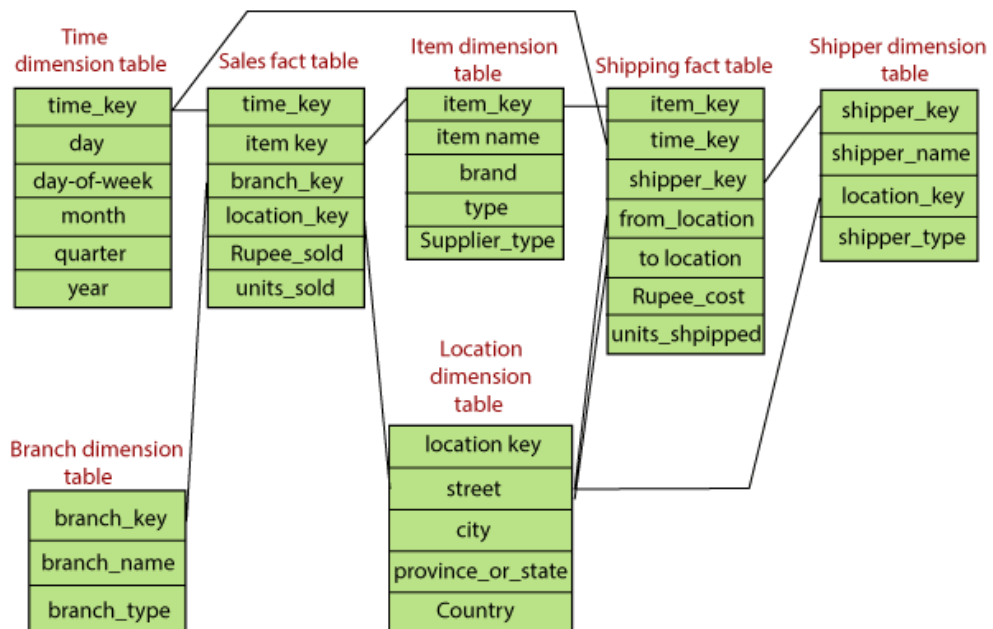 Time
dimension table
time_key
day
day-of-week
month
quarter
year
Sales fact table
time_key
item key
branch_key
location_key
Rupee_sold
units_sold
Item dimension
table
item_key
item name
brand
type
Supplier_type
Shipping fact table
item_key
time_key
shipper_key
from_location
to location
Rupee_cost
units_shpipped
Shipper dimension
table
shipper_key
shipper_name
location_key
shipper_type
Branch dimension
table
branch_key
branch_name
branch_type
Location
dimension
table
location key
street
city
province_or_state
Country